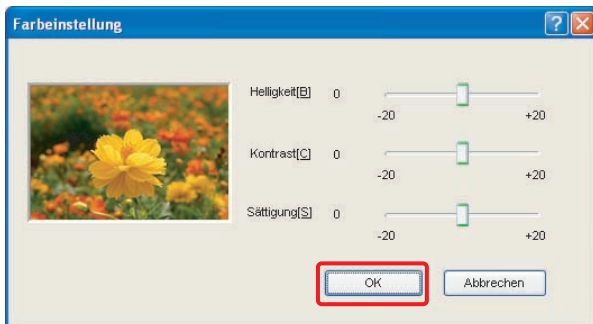 Farbeinstellung
Helligkeit[B] 0
-20 +20
Kontrast[C] 0
-20 +20
Sättigung[S] 0
-20 +20
OK Abbrechen